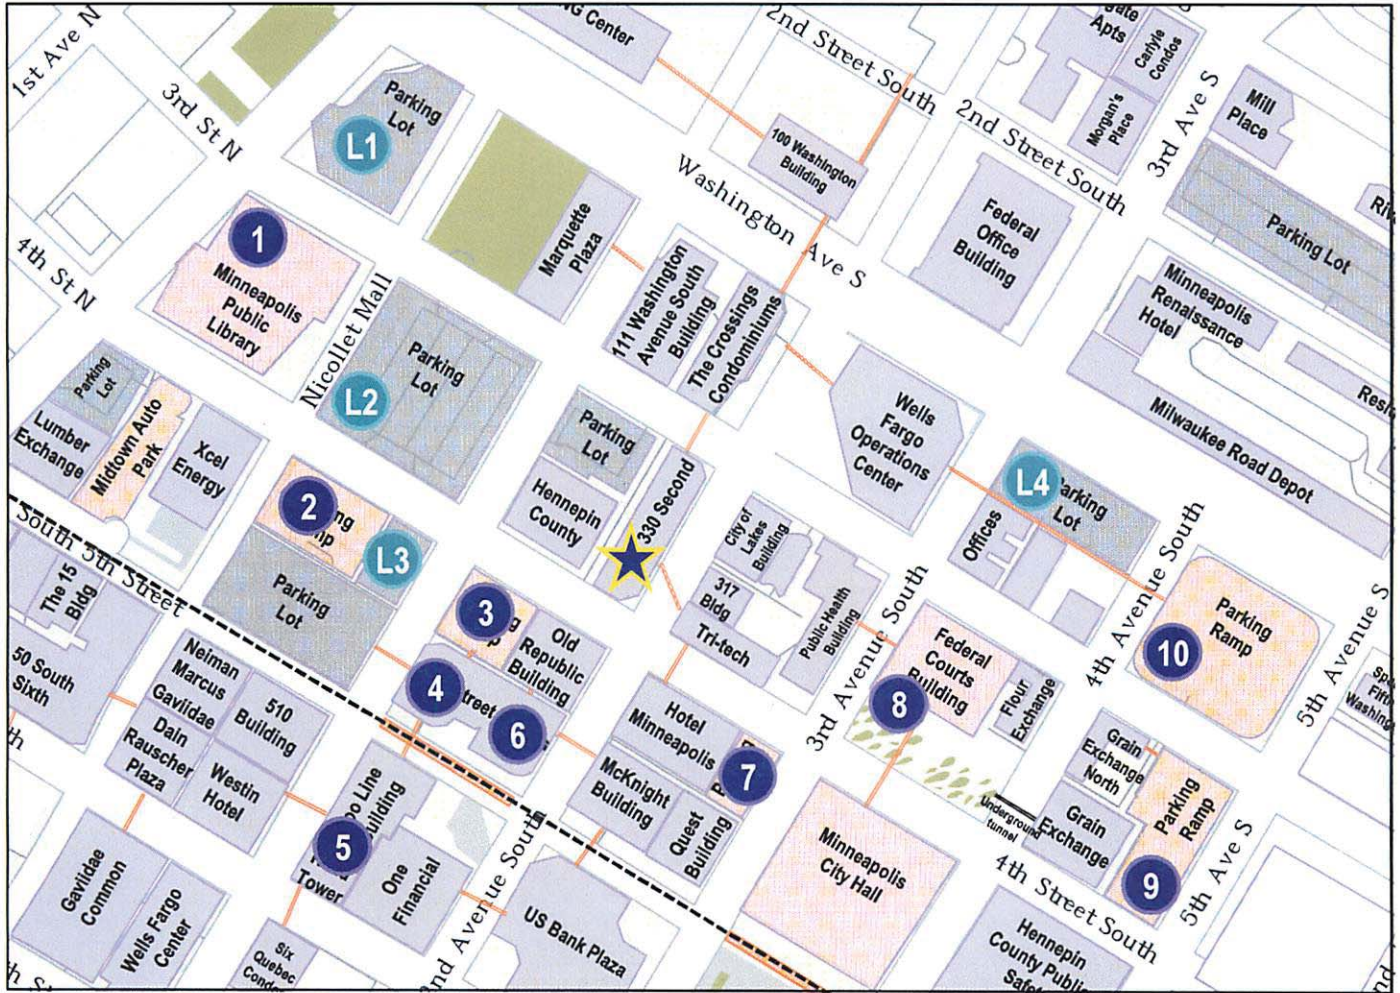 NG Center
2nd Street South
gate
Apts
Carlyle
Condos
1st Ave N
3rd St N
Parking
Lot
L1
Morgan's
Place
3rd Ave S
Mill
Place
100 Washington
Building
2nd Street South
Washington Ave S
Federal
Office
Building
Parking Lot
1
Minneapolis
Public
Library
4th St N
Marquette
Plaza
111 Washington
Avenue South
Building
The Crossings
Condominiums
Minneapolis
Renaissance
Hotel
Nicollet Mall
Parking
Lot
L2
Parking
Lot
Lumber
Exchange
Midtown Auto
Park
Xcel
Energy
Parking
Lot
Hennepin
County
330 Second
Wells
Fargo
Operations
Center
Milwaukee Road Depot
L4
arking
Lot
Offices
2
L3
Parking
Lot
South 5th Street
The 15
Bldg
City of
Lakes
Building
317
Bldg
Tri-tech
Public Health
Building
3rd Avenue South
4th Avenue South
Parking
Ramp
10
5th Avenue S
3
Old
Republic
Building
4
treet
6
Federal
Courts
Building
8
Flour
Exchange
50 South
Sixth
Neiman
Marcus
Gaviidae
510
Building
Dain
Rauscher
Plaza
Westin
Hotel
Hotel
Minneapolis
7
McKnight
Building
Quest
Building
Grain
Exchange
North
Parking
Ramp
Underground
tunnel
Grain
Exchange
9
5th Ave S
5
oo Line
uilding
Tower
One
Financial
2nd Avenue South
Minneapolis
City Hall
4th Street South
Gaviidae
Common
Wells Fargo
Center
Six
Quebec
Condo
US Bank Plaza
Hennepin
County Public
Safet